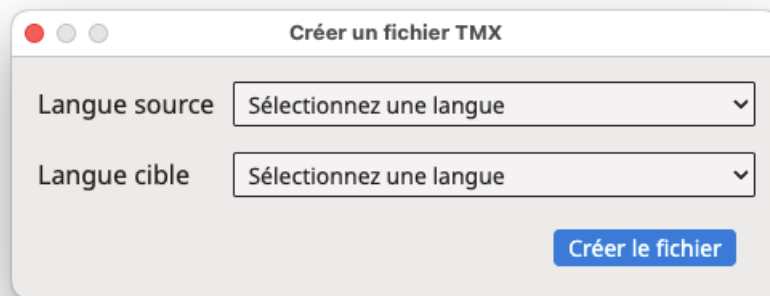 Créer un fichier TMX
Langue source Sélectionnez une langue
Langue cible Sélectionnez une langue
Créer le fichier